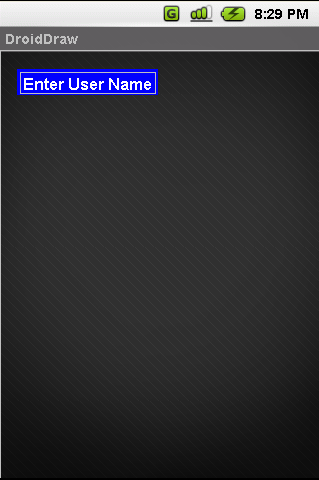 G 8:29 PM
DroidDraw
Enter User Name